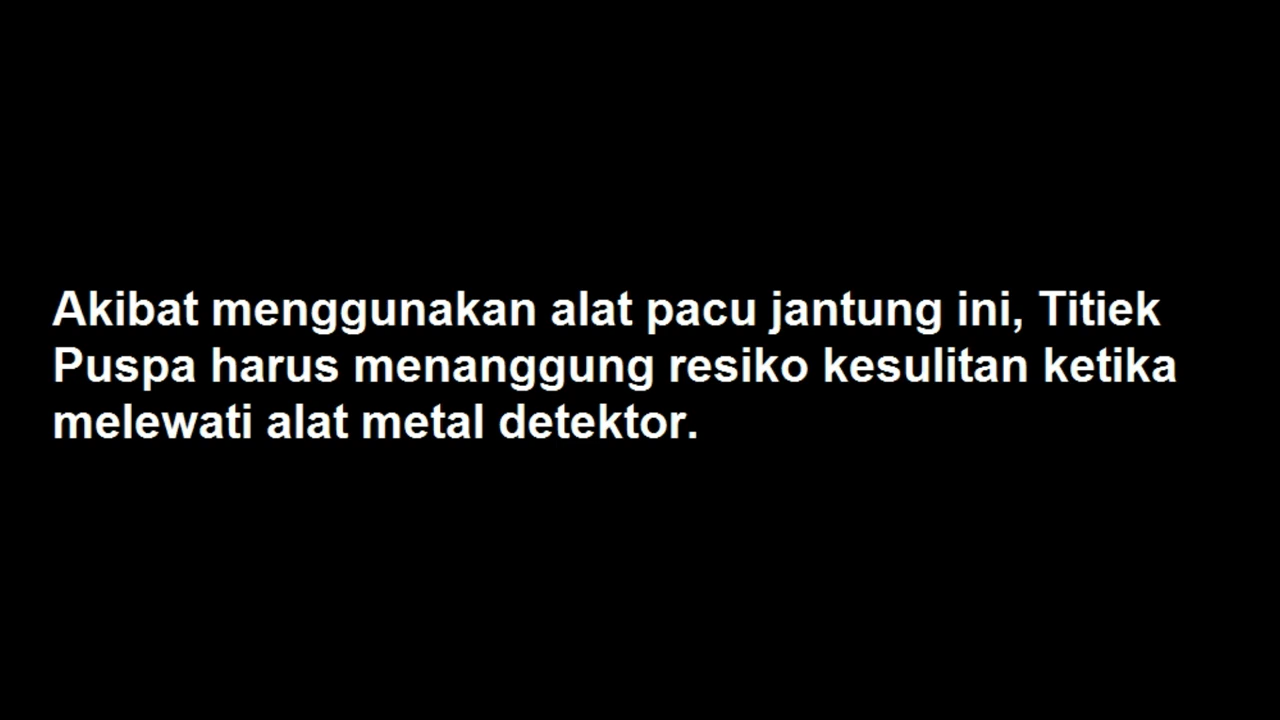 Akibat menggunakan alat pacu jantung ini, Titiek
Puspa harus menanggung resiko kesulitan ketika
melewati alat metal detektor.